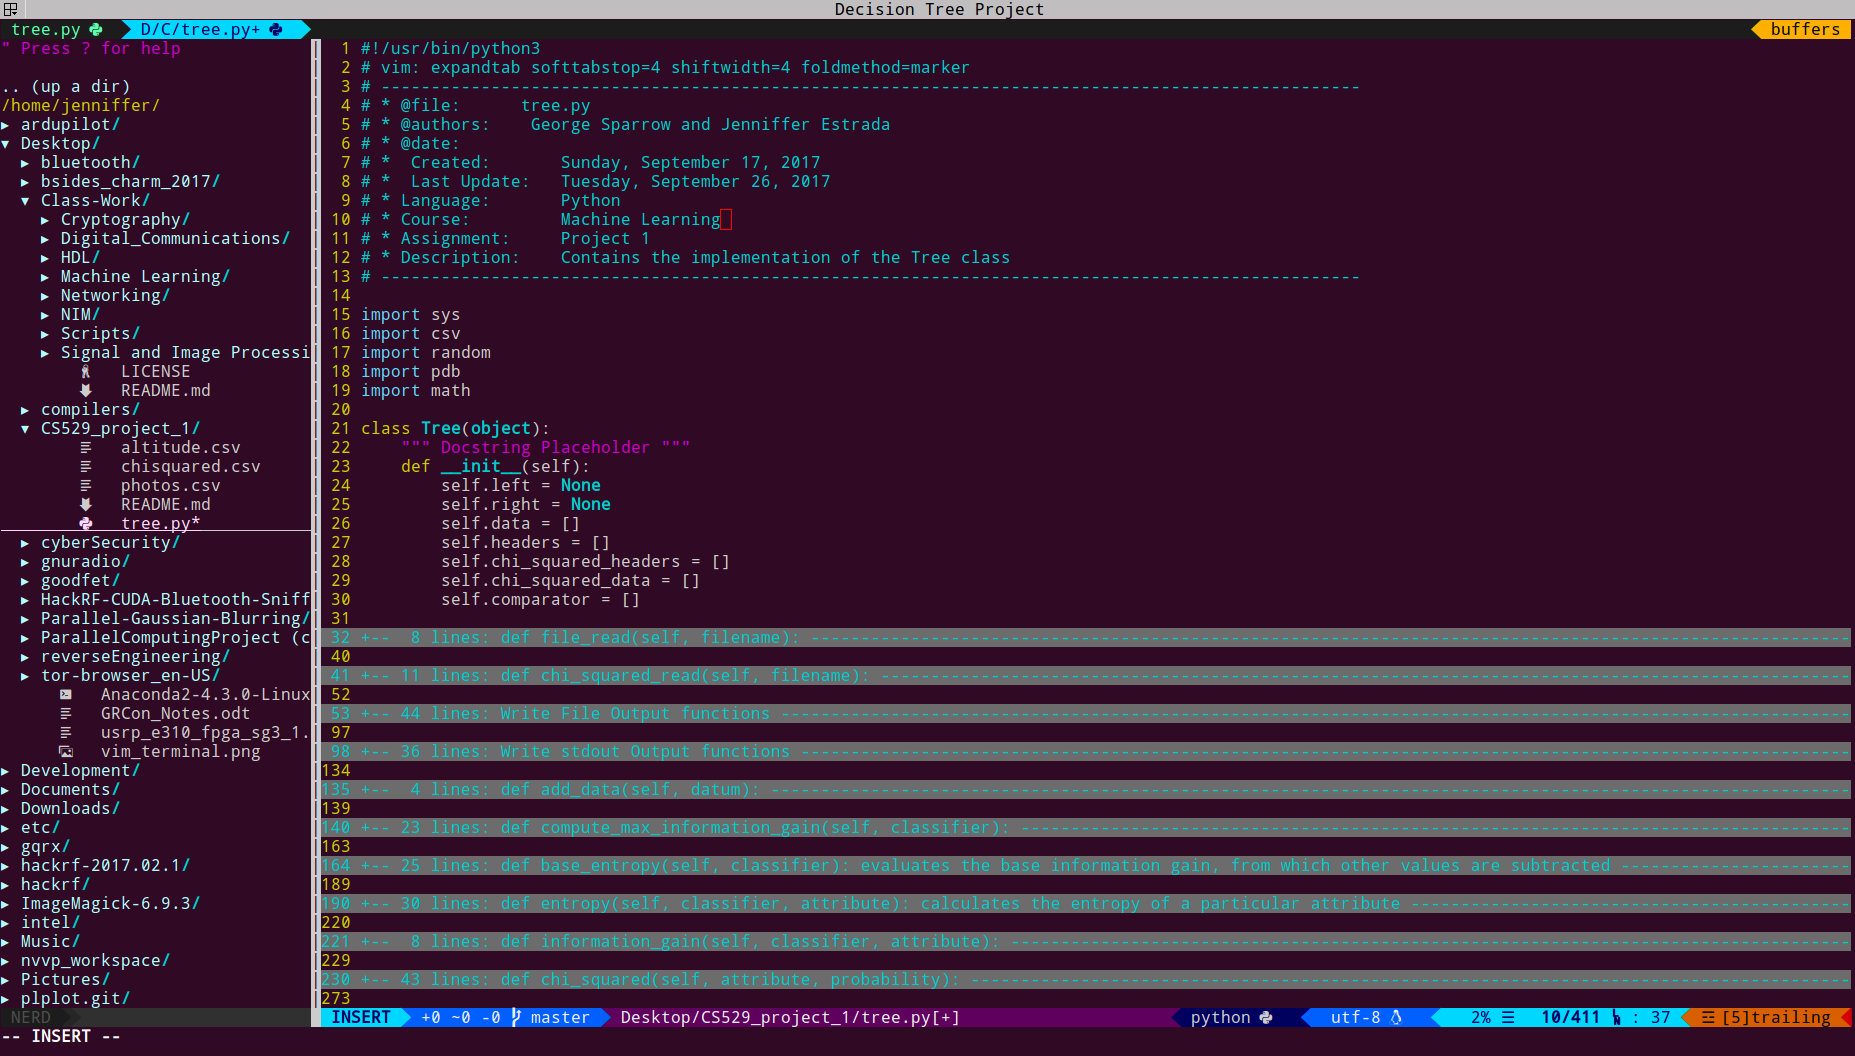 Decision Tree Project
tree.py D/C/tree.py+ buffers
" Press ? for help
.. (up a dir)
/home/jenniffer/
▸ ardupilot/
▾ Desktop/
▸ bluetooth/
▸ bsides_charm_2017/
▾ Class-Work/
▸ Cryptography/
▸ Digital_Communications/
▸ HDL/
▸ Machine Learning/
▸ Networking/
▸ NIM/
▸ Scripts/
▸ Signal and Image Processi
LICENSE
README.md
▸ compilers/
▾ CS529_project_1/
altitude.csv
chisquared.csv
photos.csv
README.md
tree.py*
▸ cyberSecurity/
▸ gnuradio/
▸ goodfet/
▸ HackRF-CUDA-Bluetooth-Sniff
▸ Parallel-Gaussian-Blurring/
▸ ParallelComputingProject (c
▸ reverseEngineering/
▸ tor-browser_en-US/
Anaconda2-4.3.0-Linux
GRCon_Notes.odt
usrp_e310_fpga_sg3_1.
vim_terminal.png
▸ Development/
▸ Documents/
▸ Downloads/
▸ etc/
▸ gqrx/
▸ hackrf-2017.02.1/
▸ hackrf/
▸ ImageMagick-6.9.3/
▸ intel/
▸ Music/
▸ nvvp_workspace/
▸ Pictures/
▸ plplot.git/
NERD
1 #!/usr/bin/python3
2 # vim: expandtab softtabstop=4 shiftwidth=4 foldmethod=marker
3 # --------------------------------------------------------------------------------------------------
4 # * @file: tree.py
5 # * @authors: George Sparrow and Jenniffer Estrada
6 # * @date:
7 # * Created: Sunday, September 17, 2017
8 # * Last Update: Tuesday, September 26, 2017
9 # * Language: Python
10 # * Course: Machine Learning
11 # * Assignment: Project 1
12 # * Description: Contains the implementation of the Tree class
13 # --------------------------------------------------------------------------------------------------
14
15 import sys
16 import csv
17 import random
18 import pdb
19 import math
20
21 class Tree(object):
22 """ Docstring Placeholder """
23 def __init__(self):
24 self.left = None
25 self.right = None
26 self.data = []
27 self.headers = []
28 self.chi_squared_headers = []
29 self.chi_squared_data = []
30 self.comparator = []
31
32 +-- 8 lines: def file_read(self, filename): ---
40
41 +-- 11 lines: def chi_squared_read(self, filename): ---
52
53 +-- 44 lines: Write File Output functions ---
97
98 +-- 36 lines: Write stdout Output functions ---
134
135 +-- 4 lines: def add_data(self, datum): ---
139
140 +-- 23 lines: def compute_max_information_gain(self, classifier): ---
163
164 +-- 25 lines: def base_entropy(self, classifier): evaluates the base information gain, from which other values are subtracted ---
189
190 +-- 30 lines: def entropy(self, classifier, attribute): calculates the entropy of a particular attribute ---
220
221 +-- 8 lines: def information_gain(self, classifier, attribute): ---
229
230 +-- 43 lines: def chi_squared(self, attribute, probability): ---
273
INSERT +0 ~0 -0 master Desktop/CS529_project_1/tree.py[+] python utf-8 2% ☰ 10/411 : 37 ☲ [5]trailing
-- INSERT --